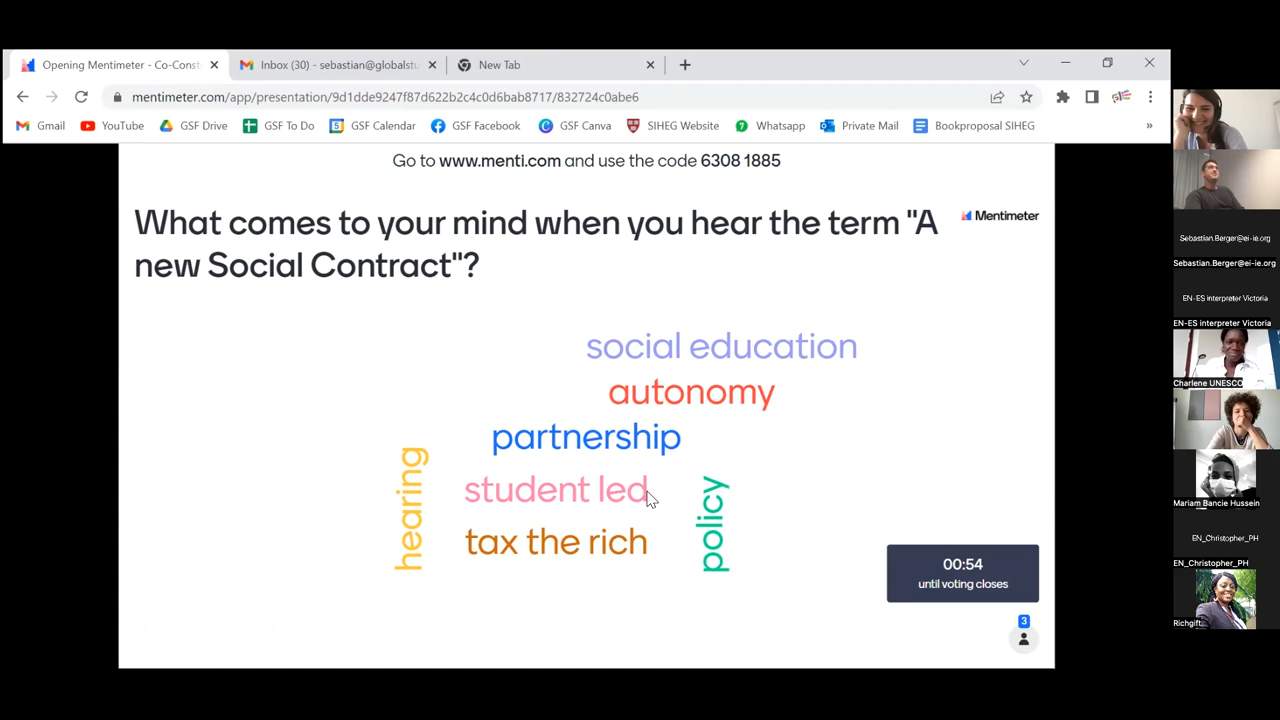 Opening Mentimeter - Co-Const
Inbox (30) - sebastian@globalstu
New Tab
mentimeter.com/app/presentation/9d1dde9247f87d622b2c4c0d6bab8717/832724c0abe6
Gmail
YouTube
GSF Drive
GSF To Do
GSF Calendar
GSF Facebook
GSF Canva
SIHEG Website
Whatsapp
Private Mail
Bookproposal SIHEG
Go to www.menti.com and use the code 6308 1885
What comes to your mind when you hear the term "A
new Social Contract"?
Mentimeter
social education
autonomy
partnership
hearing
student led
policy
tax the rich
00:54
until voting closes
3
Sebastian.Berger@ei-ie.org
Sebastian.Berger@ei-ie.org
EN-ES interpreter Victoria
EN-ES interpreter Victoria
Charlene UNESCO
Mariam Bancie Hussein
EN_Christopher_PH
EN_Christopher_PH
Richgift